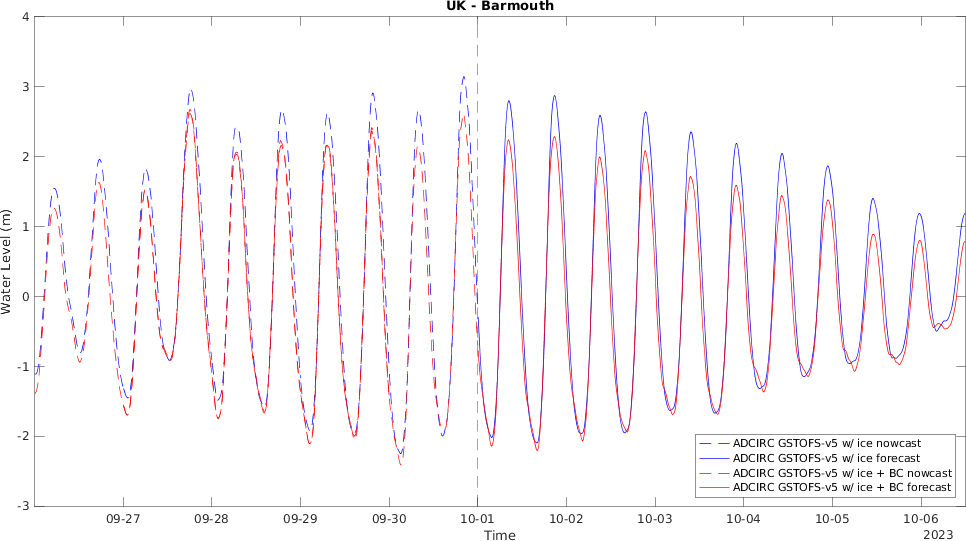 UK - Barmouth
4
3
2
1
0
-1
-2
-3
Water Level (m)
09-27 09-28 09-29 09-30 10-01 10-02 10-03 10-04 10-05 10-06
2023
Time
ADCIRC GSTOFS-v5 w/ ice nowcast
ADCIRC GSTOFS-v5 w/ ice forecast
ADCIRC GSTOFS-v5 w/ ice + BC nowcast
ADCIRC GSTOFS-v5 w/ ice + BC forecast